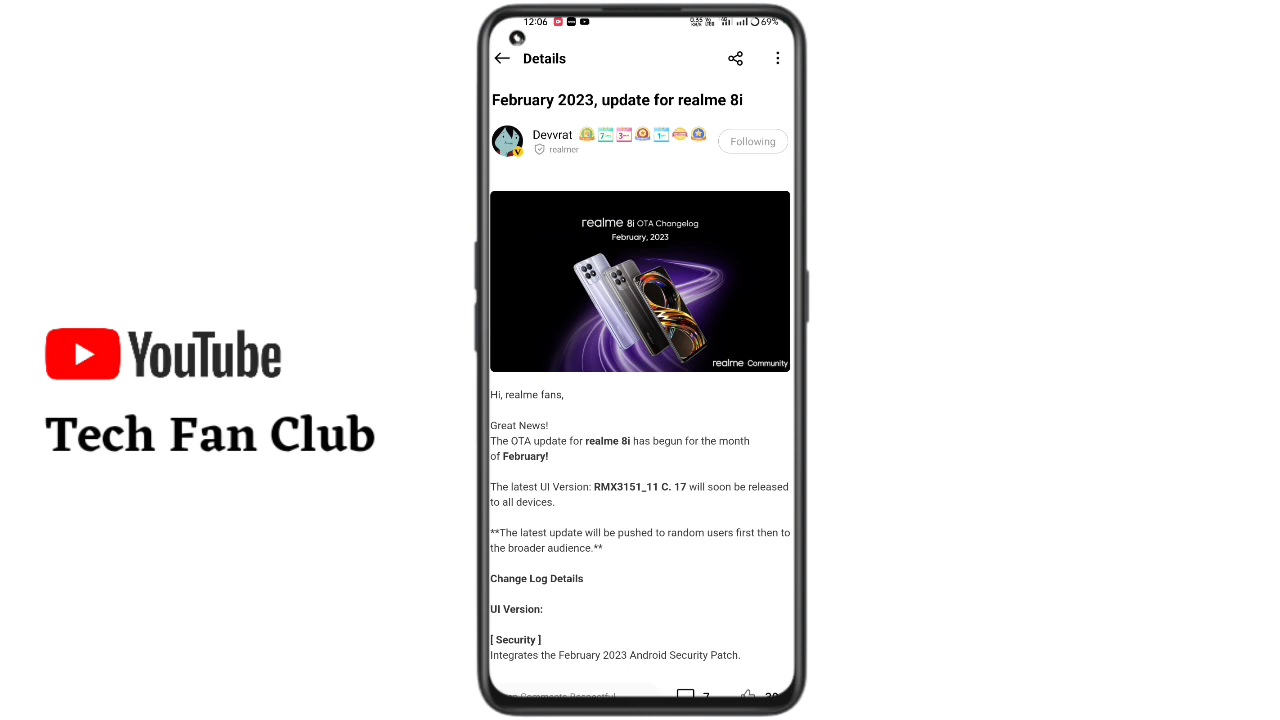 12:06 69%
Details
February 2023, update for realme 8i
Devvrat
realmer
Following
realme 8i OTA Changelog
February, 2023
realme Community
YouTube
Tech Fan Club
Hi, realme fans,
Great News!
The OTA update for realme 8i has begun for the month
of February!
The latest UI Version: RMX3151_11 C. 17 will soon be released
to all devices.
**The latest update will be pushed to random users first then to
the broader audience.**
Change Log Details
UI Version:
[ Security ]
Integrates the February 2023 Android Security Patch.
7